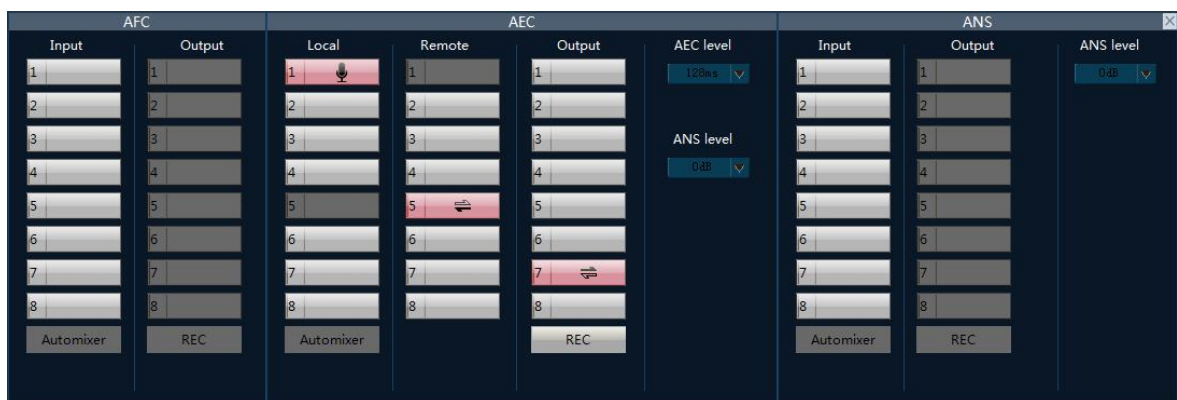 AFC AEC ANS
Input Output Local Remote Output AEC level Input Output ANS level
1 1 1 1 1 128ms 1 1 0dB
2 2 2 2 2 2 2
3 3 3 3 3 ANS level 3 3
4 4 4 4 4 0dB 4 4
5 5 5 5 5 5 5
6 6 6 6 6 6 6
7 7 7 7 7 7 7
8 8 8 8 8 8 8
Automixer REC Automixer REC Automixer REC